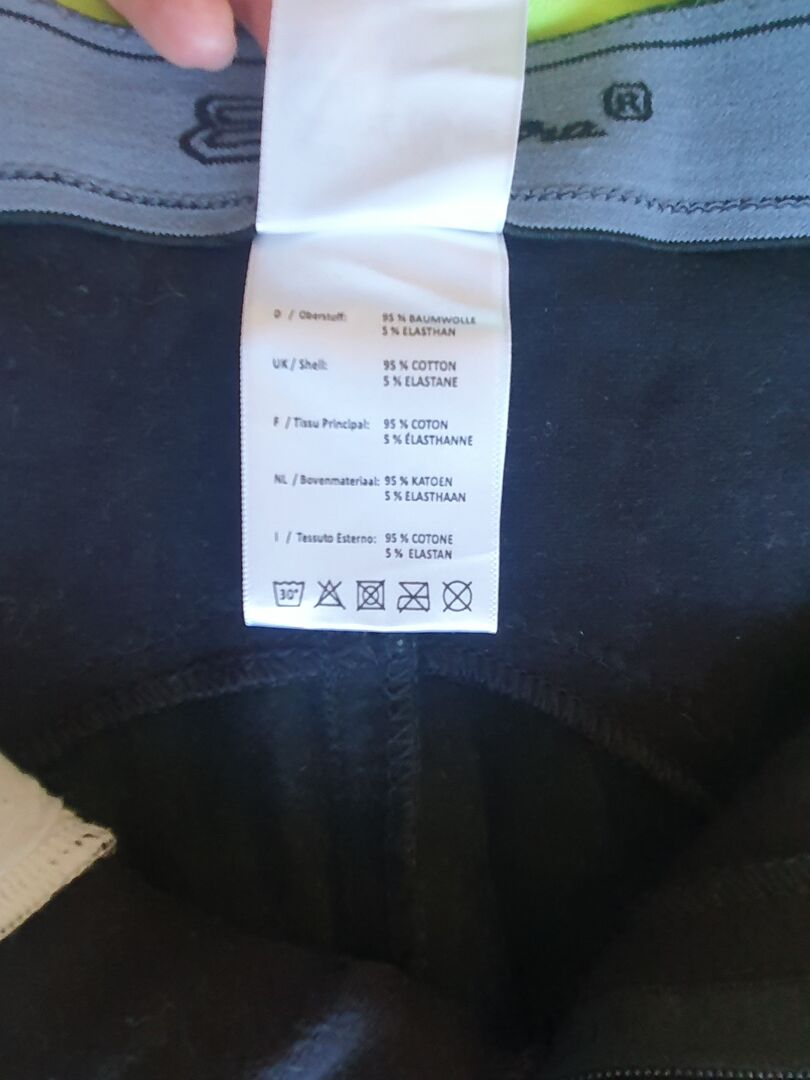 ®
D / Oberstoff: 95 % BAUMWOLLE
5 % ELASTHAN
UK / Shell: 95 % COTTON
5 % ELASTANE
F / Tissu Principal: 95 % COTON
5 % ÉLASTHANNE
NL / Bovenmateriaal: 95 % KATOEN
5 % ELASTHAAN
I / Tessuto Esterno: 95 % COTONE
5 % ELASTAN
30°